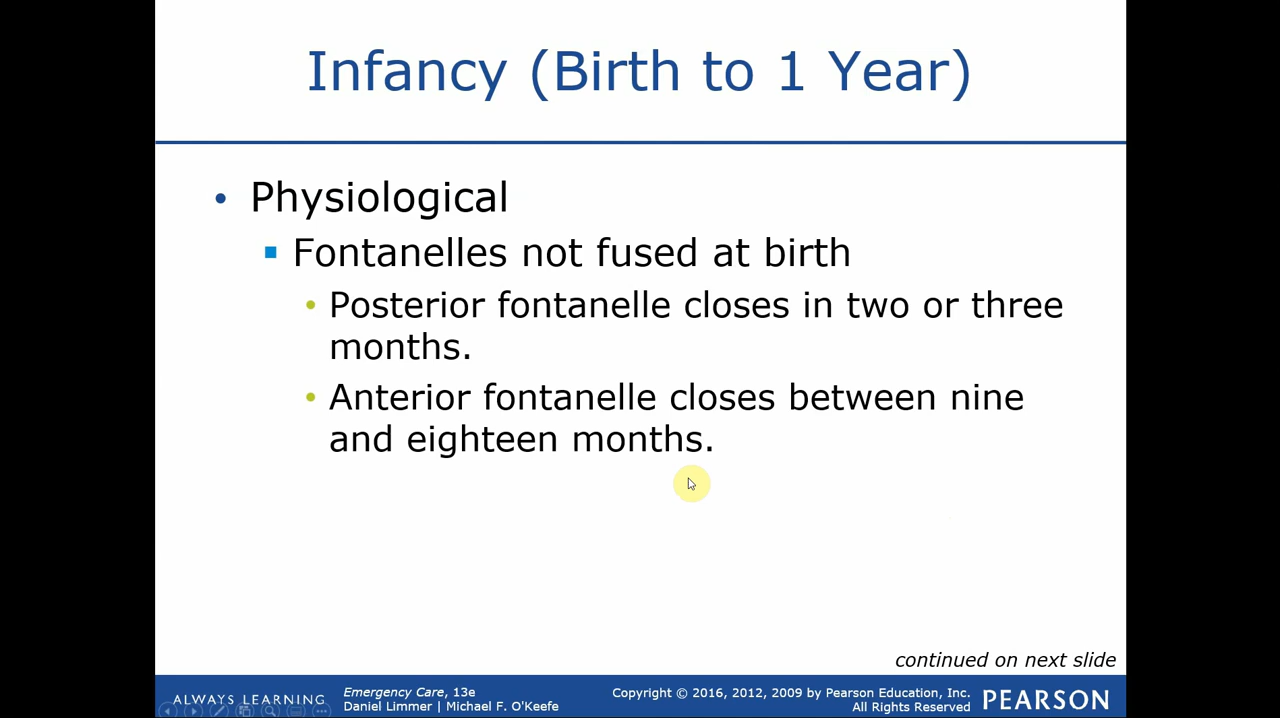 Infancy (Birth to 1 Year)
• Physiological
▪ Fontanelles not fused at birth
• Posterior fontanelle closes in two or three
months.
• Anterior fontanelle closes between nine
and eighteen months.
continued on next slide
ALWAYS LEARNING
Emergency Care, 13e
Daniel Limmer | Michael F. O'Keefe
Copyright © 2016, 2012, 2009 by Pearson Education, Inc.
All Rights Reserved
PEARSON